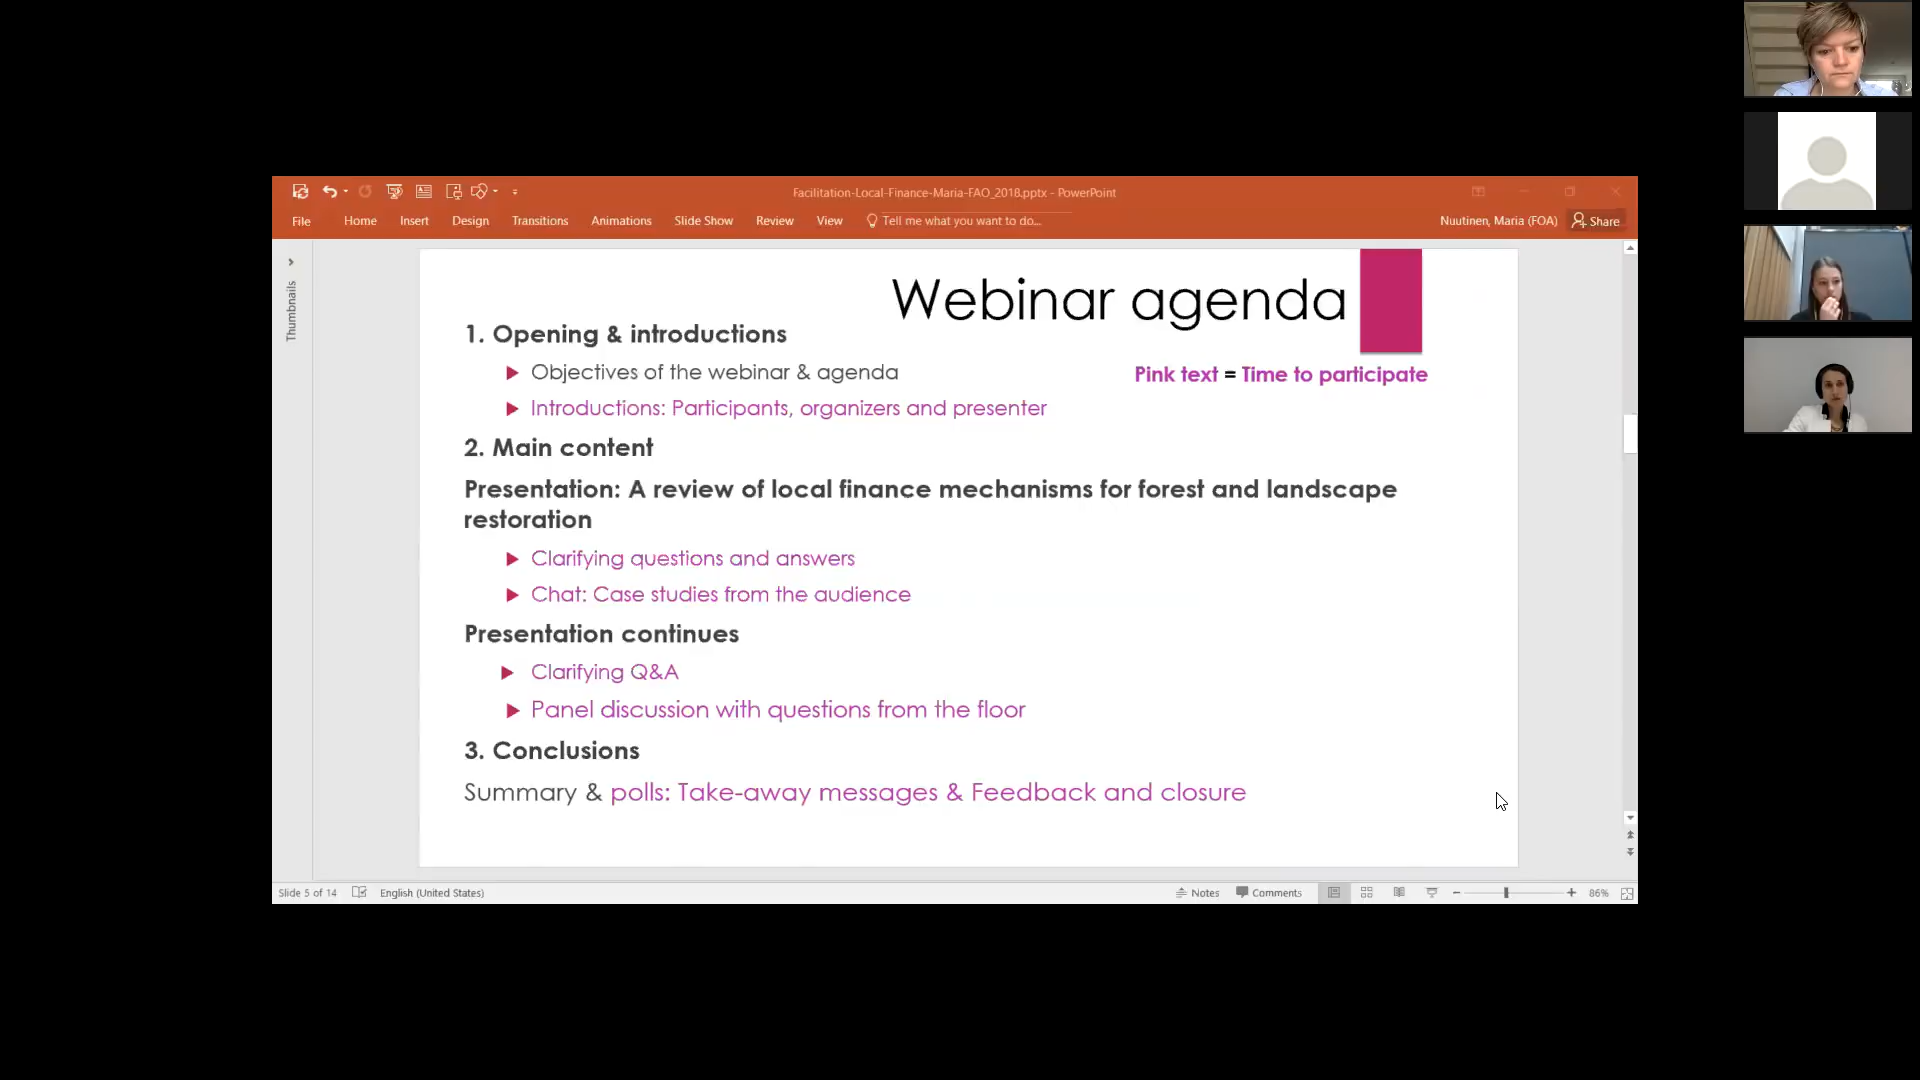 Facilitation-Local-Finance-Maria-FAO_2018.pptx - PowerPoint
File Home Insert Design Transitions Animations Slide Show Review View Tell me what you want to do... Nuutinen, Maria (FOA) Share
Thumbnails
Webinar agenda
1. Opening & introductions
Objectives of the webinar & agenda
Pink text = Time to participate
Introductions: Participants, organizers and presenter
2. Main content
Presentation: A review of local finance mechanisms for forest and landscape
restoration
Clarifying questions and answers
Chat: Case studies from the audience
Presentation continues
Clarifying Q&A
Panel discussion with questions from the floor
3. Conclusions
Summary & polls: Take-away messages & Feedback and closure
Slide 5 of 14 English (United States) Notes Comments 86%